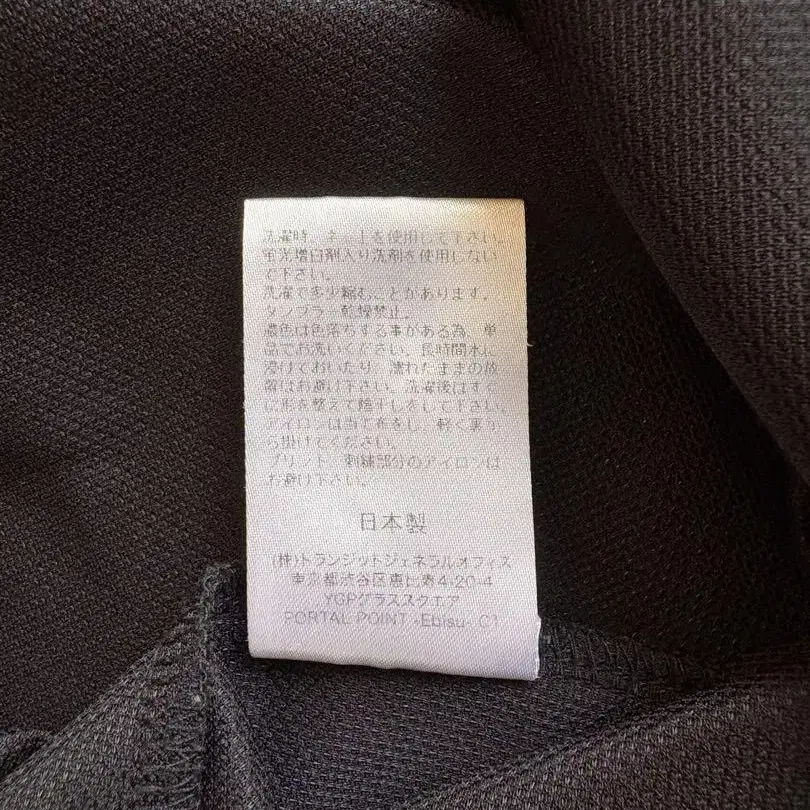 洗濯時、ネットを使用して下さい。
蛍光増白剤入り洗剤を使用しない
で下さい。
洗濯で多少縮むことがあります。
タンブラー乾燥禁止。
濃色は色落ちする事がある為、単
品でお洗いください。長時間水に
浸けておいたり、濡れたままの放
置はお避け下さい。洗濯後はすぐ
に形を整えて陰干しをして下さい。
アイロンは当て布をし、軽く裏か
ら掛けてください。
プリント、刺繍部分のアイロンは
お避け下さい。
日本製
(株)トランジットジェネラルオフィス
東京都渋谷区恵比寿4-20-4
YGPグラススクエア
PORTAL POINT -Ebisu- C1